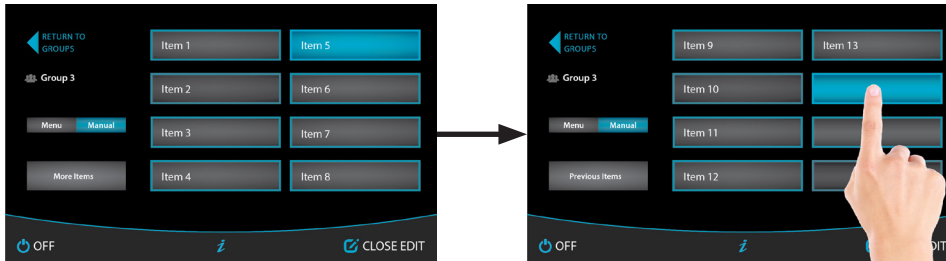 RETURN TO
GROUPS
Group 3
Menu Manual
More Items
Item 1
Item 2
Item 3
Item 4
Item 5
Item 6
Item 7
Item 8
OFF
i
CLOSE EDIT
RETURN TO
GROUPS
Group 3
Menu Manual
Previous Items
Item 9
Item 10
Item 11
Item 12
Item 13
OFF
i
EDIT